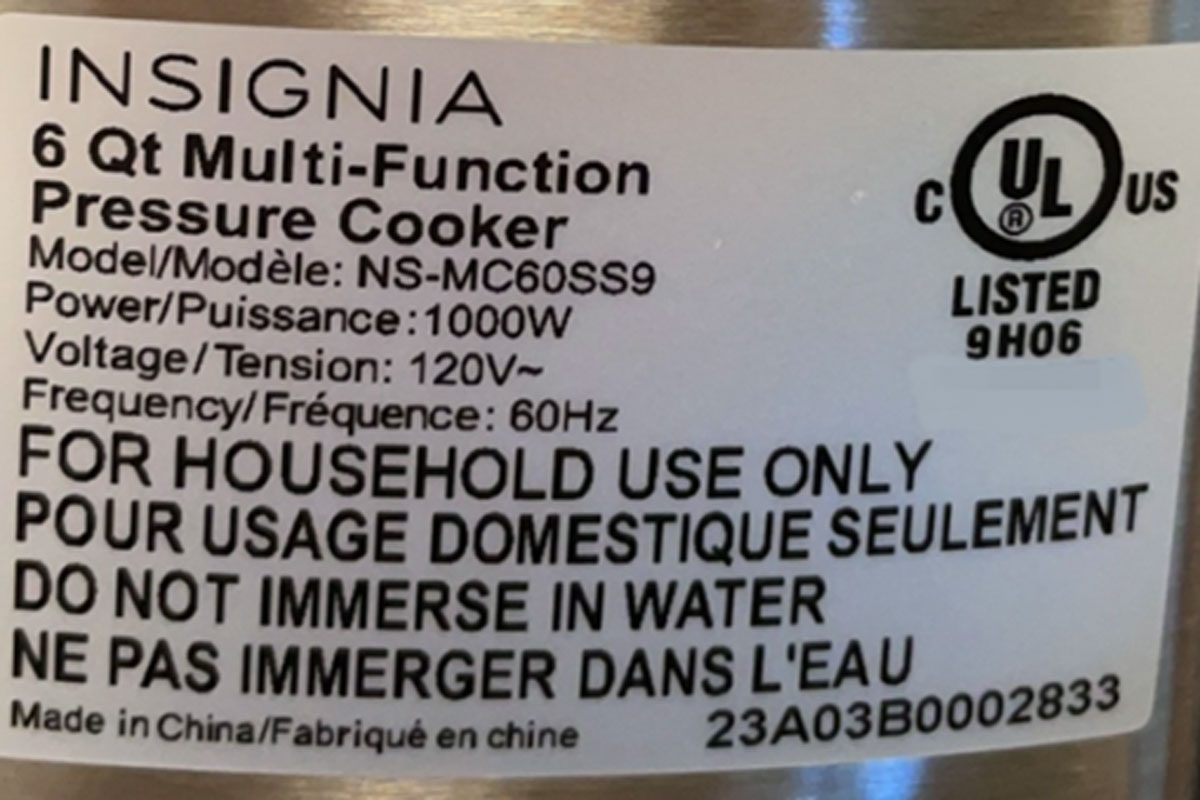 INSIGNIA
6 Qt Multi-Function
Pressure Cooker
Model/Modèle: NS-MC60SS9
Power/Puissance:1000W
Voltage/Tension: 120V~
Frequency/Fréquence: 60Hz
FOR HOUSEHOLD USE ONLY
POUR USAGE DOMESTIQUE SEULEMENT
DO NOT IMMERSE IN WATER
NE PAS IMMERGER DANS L'EAU
Made in China/Fabriqué en chine
23A03B0002833
C UL ® US
LISTED
9H06